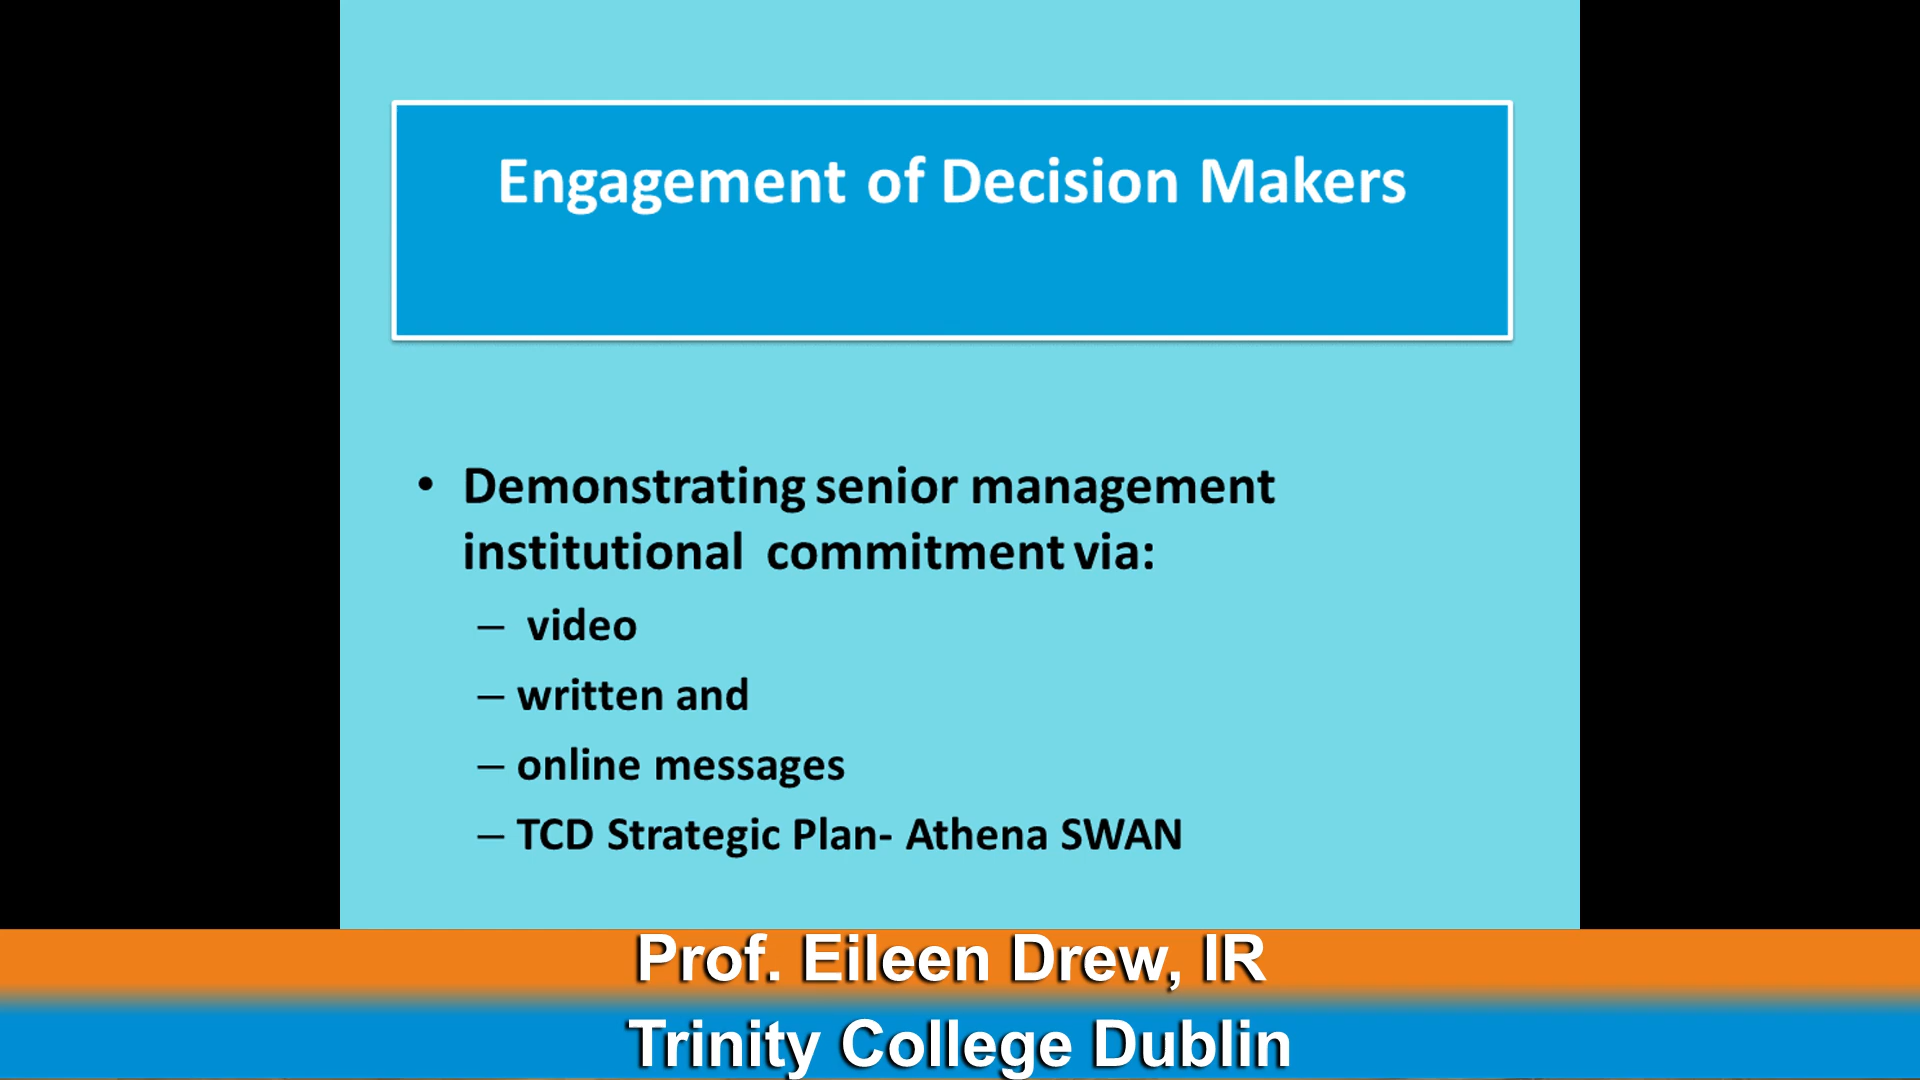 Engagement of Decision Makers
• Demonstrating senior management
institutional commitment via:
– video
– written and
– online messages
– TCD Strategic Plan- Athena SWAN
Prof. Eileen Drew, IR
Trinity College Dublin